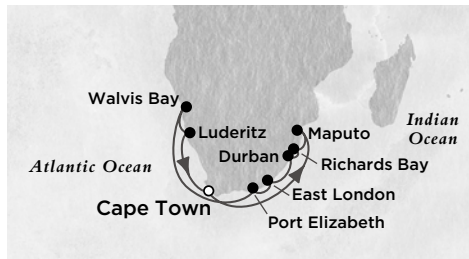 Walvis Bay
Luderitz
Maputo
Durban
Richards Bay
East London
Port Elizabeth
Cape Town
Atlantic Ocean
Indian
Ocean